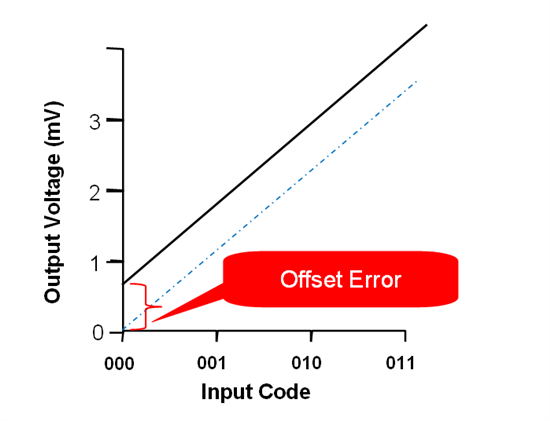 Output Voltage (mV)
3
2
1
0
Offset Error
000 001 010 011
Input Code